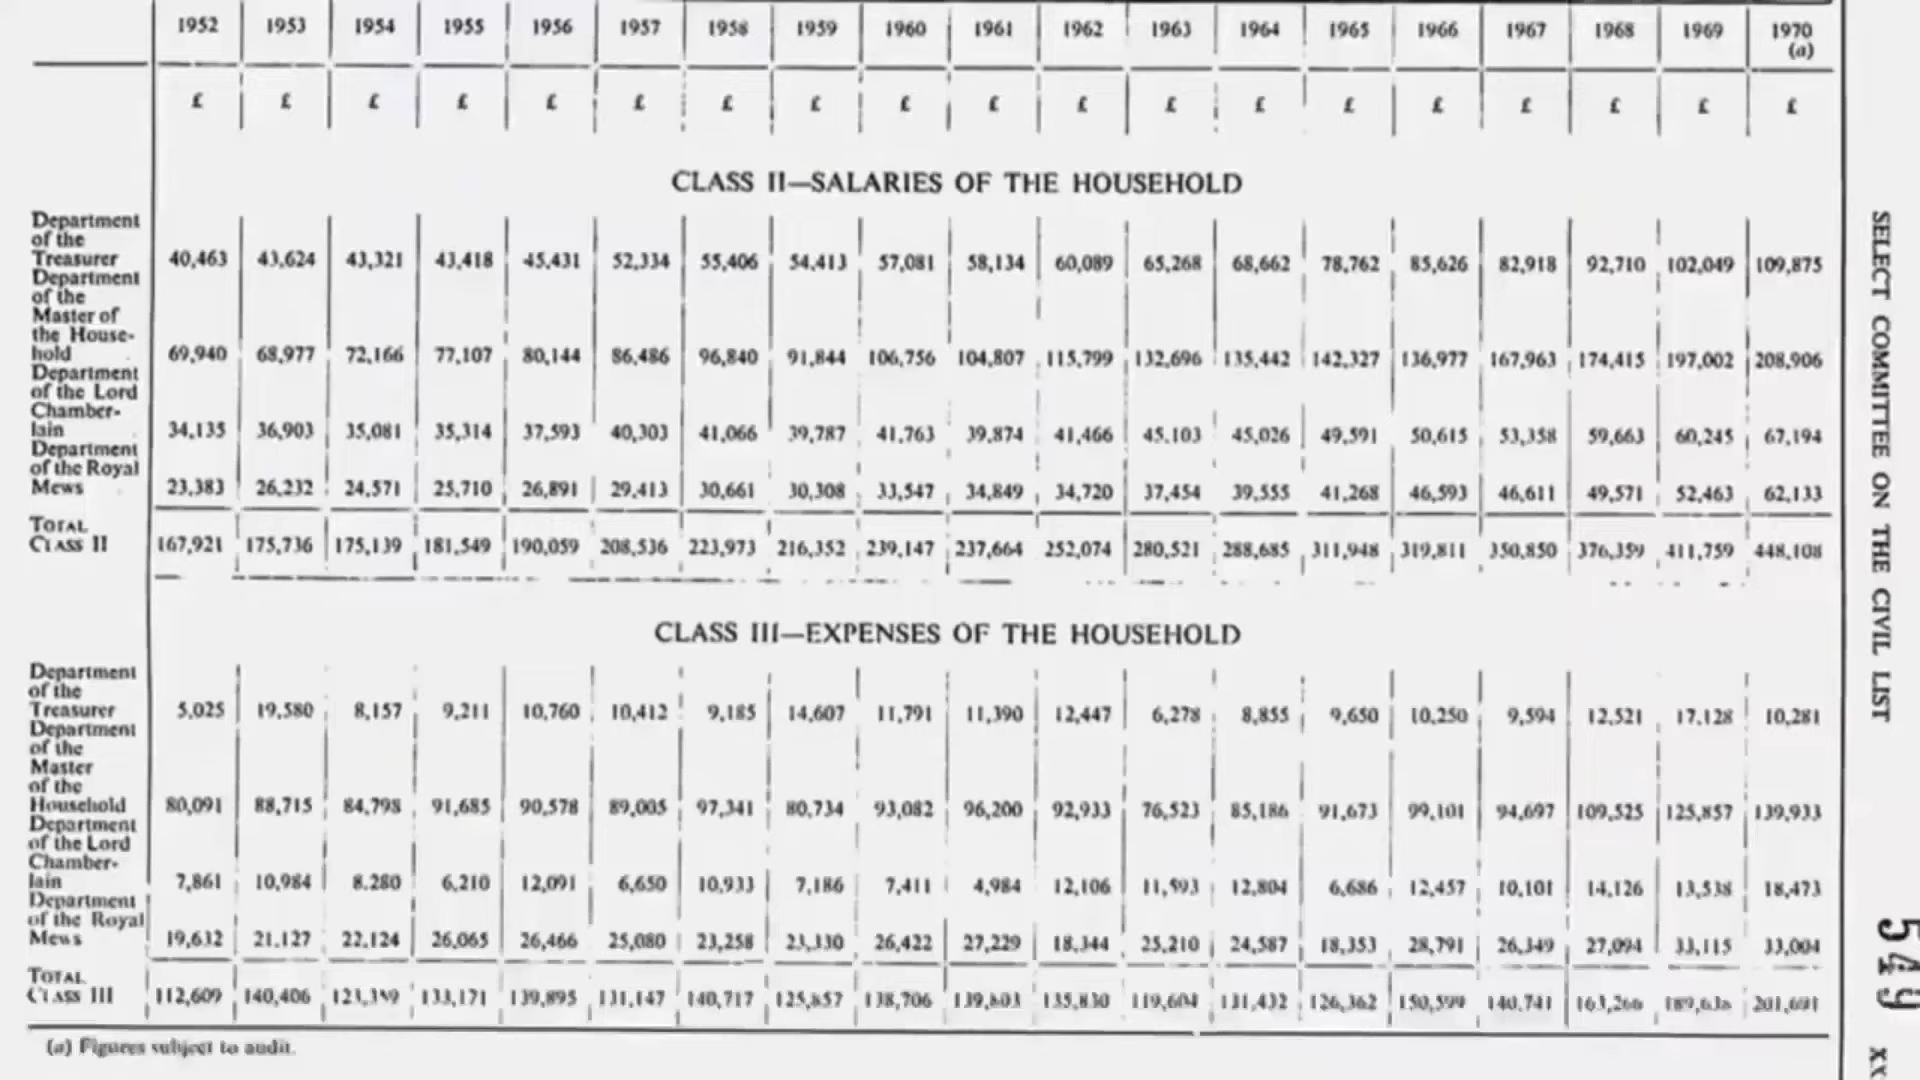 1952 1953 1954 1955 1956 1957 1958 1959 1960 1961 1962 1963 1964 1965 1966 1967 1968 1969 1970
(a)
£ £ £ £ £ £ £ £ £ £ £ £ £ £ £ £ £ £ £
CLASS II—SALARIES OF THE HOUSEHOLD
Department
of the
Treasurer 40,463 43,624 43,321 43,418 45,431 52,334 55,406 54,413 57,081 58,134 60,089 65,268 68,662 78,762 85,626 82,918 92,710 102,049 109,875
Department
of the
Master of
the House-
hold 69,940 68,977 72,166 77,107 80,144 86,486 96,840 91,844 106,756 104,807 115,799 132,696 135,442 142,327 136,977 167,963 174,415 197,002 208,906
Department
of the Lord
Chamber-
lain 34,135 36,903 35,081 35,314 37,593 40,303 41,066 39,787 41,763 39,874 41,466 45,103 45,026 49,591 50,615 53,358 59,663 60,245 67,194
Department
of the Royal
Mews 23,383 26,232 24,571 25,710 26,891 29,413 30,661 30,308 33,547 34,849 34,720 37,454 39,555 41,268 46,593 46,611 49,571 52,463 62,133
TOTAL
CLASS II 167,921 175,736 175,139 181,549 190,059 208,536 223,973 216,352 239,147 237,664 252,074 280,521 288,685 311,948 319,811 350,850 376,359 411,759 448,108
CLASS III—EXPENSES OF THE HOUSEHOLD
Department
of the
Treasurer 5,025 19,580 8,157 9,211 10,760 10,412 9,185 14,607 11,791 11,390 12,447 6,278 8,855 9,650 10,250 9,594 12,521 17,128 10,281
Department
of the
Master
of the
Household 80,091 88,715 84,798 91,685 90,578 89,005 97,341 80,734 93,082 96,200 92,933 76,523 85,186 91,673 99,101 94,697 109,525 125,857 139,933
Department
of the Lord
Chamber-
lain 7,861 10,984 8,280 6,210 12,091 6,650 10,933 7,186 7,411 4,984 12,106 11,593 12,804 6,686 12,457 10,101 14,126 13,538 18,473
Department
of the Royal
Mews 19,632 21,127 22,124 26,065 26,466 25,080 23,258 23,330 26,422 27,229 18,344 25,210 24,587 18,353 28,791 26,349 27,094 33,115 33,004
TOTAL
CLASS III 112,609 140,406 123,359 133,171 139,895 131,147 140,717 125,857 138,706 139,803 135,830 119,604 131,432 126,362 150,599 140,741 163,266 189,638 201,691
(a) Figures subject to audit.
SELECT COMMITTEE ON THE CIVIL LIST
549